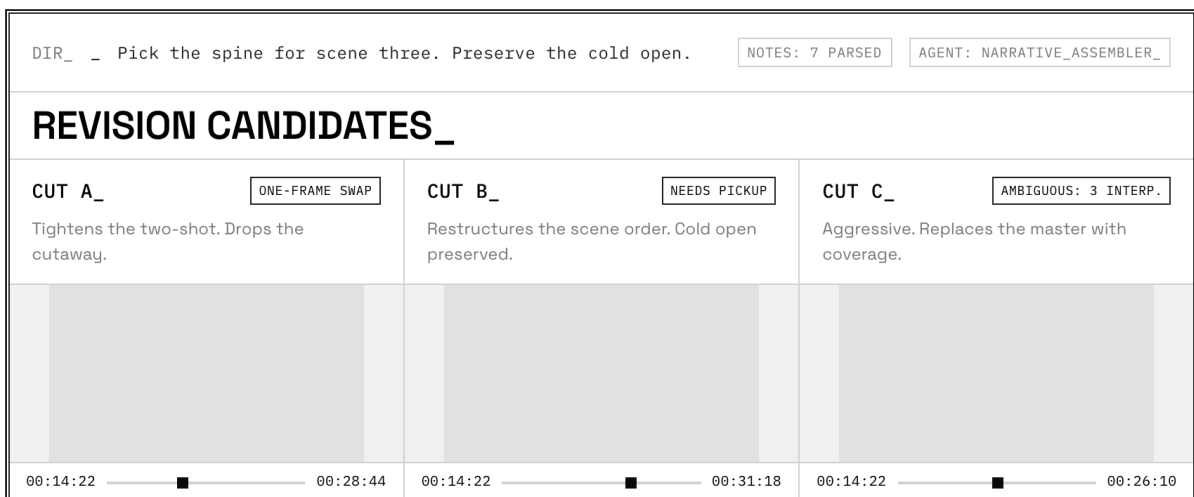 DIR_ _ Pick the spine for scene three. Preserve the cold open.
NOTES: 7 PARSED
AGENT: NARRATIVE_ASSEMBLER_
REVISION CANDIDATES_
CUT A_
ONE-FRAME SWAP
Tightens the two-shot. Drops the
cutaway.
00:14:22
00:28:44
CUT B_
NEEDS PICKUP
Restructures the scene order. Cold open
preserved.
00:14:22
00:31:18
CUT C_
AMBIGUOUS: 3 INTERP.
Aggressive. Replaces the master with
coverage.
00:14:22
00:26:10